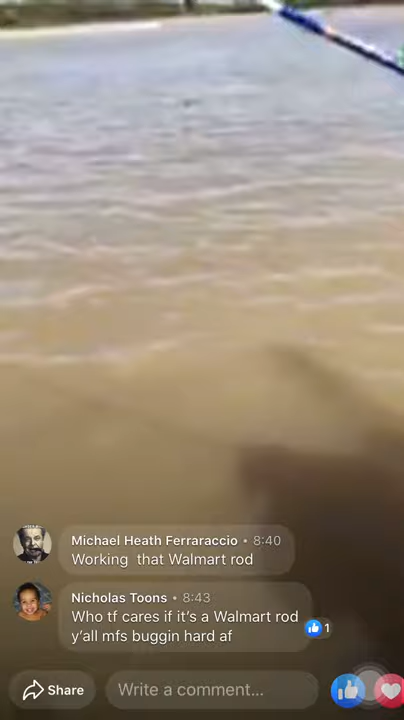 Michael Heath Ferraraccio • 8:40
Working that Walmart rod
Nicholas Toons • 8:43
Who tf cares if it's a Walmart rod
y'all mfs buggin hard af
1
Share
Write a comment...